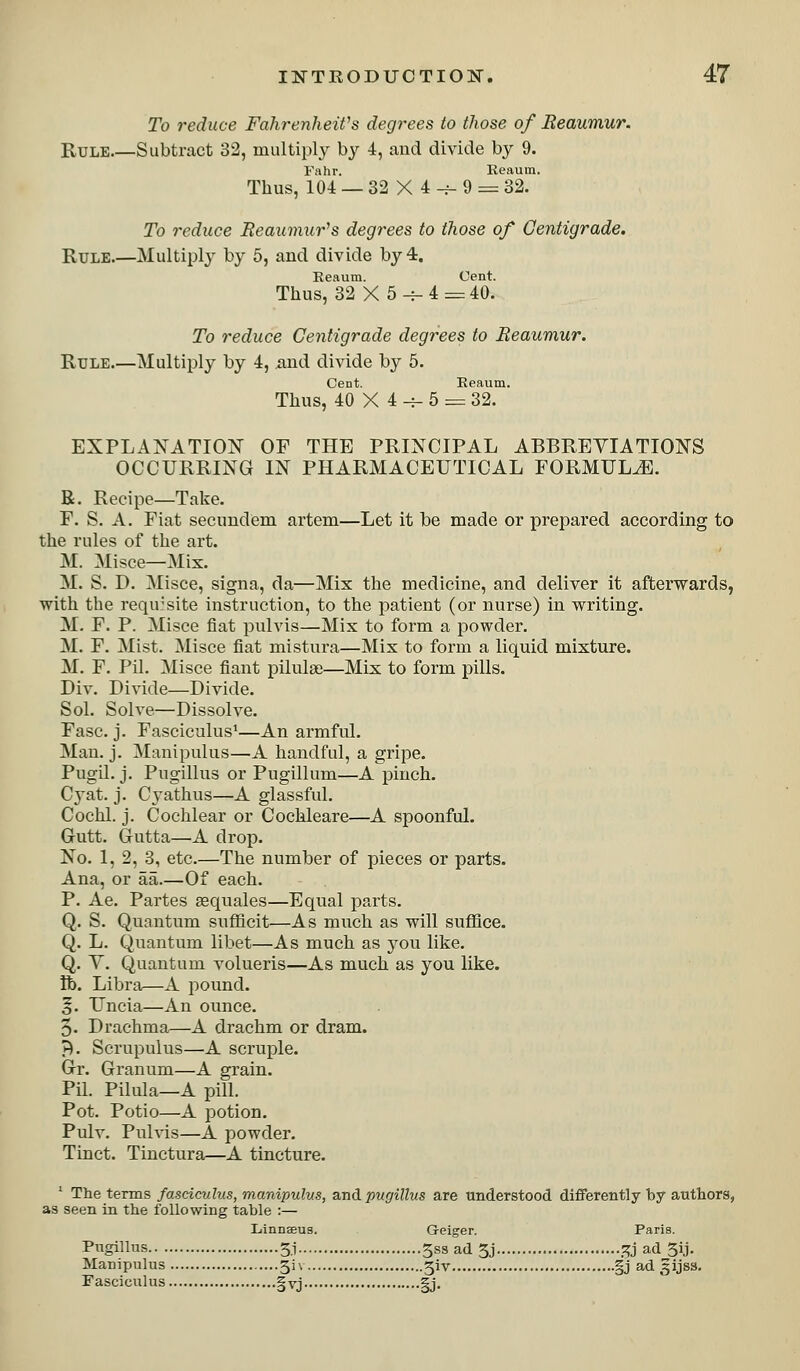 INTRODUCTION. 47
To reduce Fahrenheit's degrees to those of Reaumur.
RULE.—Subtract 32, multiply by 4, and divide by 9.
Fahr. Reaum.
Thus, 104 — 32 X 4 ÷ 9 = 32.
To reduce Reaumur's degrees to those of Centigrade.
RULE.—Multiply by 5, and divide by 4.
Reaum. Cent.
Thus, 32 X 5 ÷ 4 = 40.
To reduce Centigrade degrees to Reaumur.
RULE.—Multiply by 4, and divide by 5.
Cent. Reaum.
Thus, 40 X 4 ÷ 5 = 32.
EXPLANATION OF THE PRINCIPAL ABBREVIATIONS
OCCURRING IN PHARMACEUTICAL FORMULÆ.
℞. Recipe—Take.
F. S. A. Fiat secundem artem—Let it be made or prepared according to
the rules of the art.
M. Misce—Mix.
M. S. D. Misce, signa, da—Mix the medicine, and deliver it afterwards,
with the requisite instruction, to the patient (or nurse) in writing.
M. F. P. Misce fiat pulvis—Mix to form a powder.
M. F. Mist. Misce fiat mistura—Mix to form a liquid mixture.
M. F. Pil. Misce fiant pilulæ—Mix to form pills.
Div. Divide—Divide.
Sol. Solve—Dissolve.
Fasc. j. Fasciculus¹—An armful.
Man. j. Manipulus—A handful, a gripe.
Pugil. j. Pugillus or Pugillum—A pinch.
Cyat. j. Cyathus—A glassful.
Cochl. j. Cochlear or Cochleare—A spoonful.
Gutt. Gutta—A drop.
No. 1, 2, 3, etc.—The number of pieces or parts.
Ana, or āā.—Of each.
P. Ae. Partes æquales—Equal parts.
Q. S. Quantum sufficit—As much as will suffice.
Q. L. Quantum libet—As much as you like.
Q. V. Quantum volueris—As much as you like.
℔. Libra—A pound.
℥. Uncia—An ounce.
ʒ. Drachma—A drachm or dram.
℈. Scrupulus—A scruple.
Gr. Granum—A grain.
Pil. Pilula—A pill.
Pot. Potio—A potion.
Pulv. Pulvis—A powder.
Tinct. Tinctura—A tincture.
¹ The terms fasciculus, manipulus, and pugillus are understood differently by authors,
as seen in the following table :—
Linnæus. Geiger. Paris.
Pugillus.. ....................ʒj.....................ʒss ad ʒj.....................ʒj ad ʒij.
Manipulus ....................ʒiv.....................ʒiv.....................℥j ad ℥ijss.
Fasciculus.....................℥vj.....................℥j.